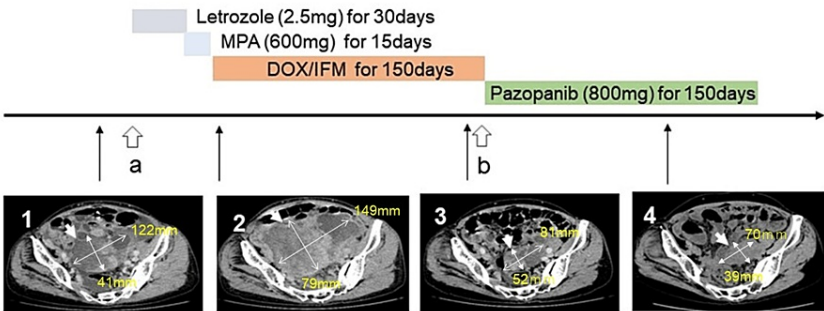 Letrozole (2.5mg) for 30days
MPA (600mg) for 15days
DOX/IFM for 150days
Pazopanib (800mg) for 150days
a
b
1
122mm
41mm
2
149mm
79mm
3
81mm
52mm
4
70mm
39mm